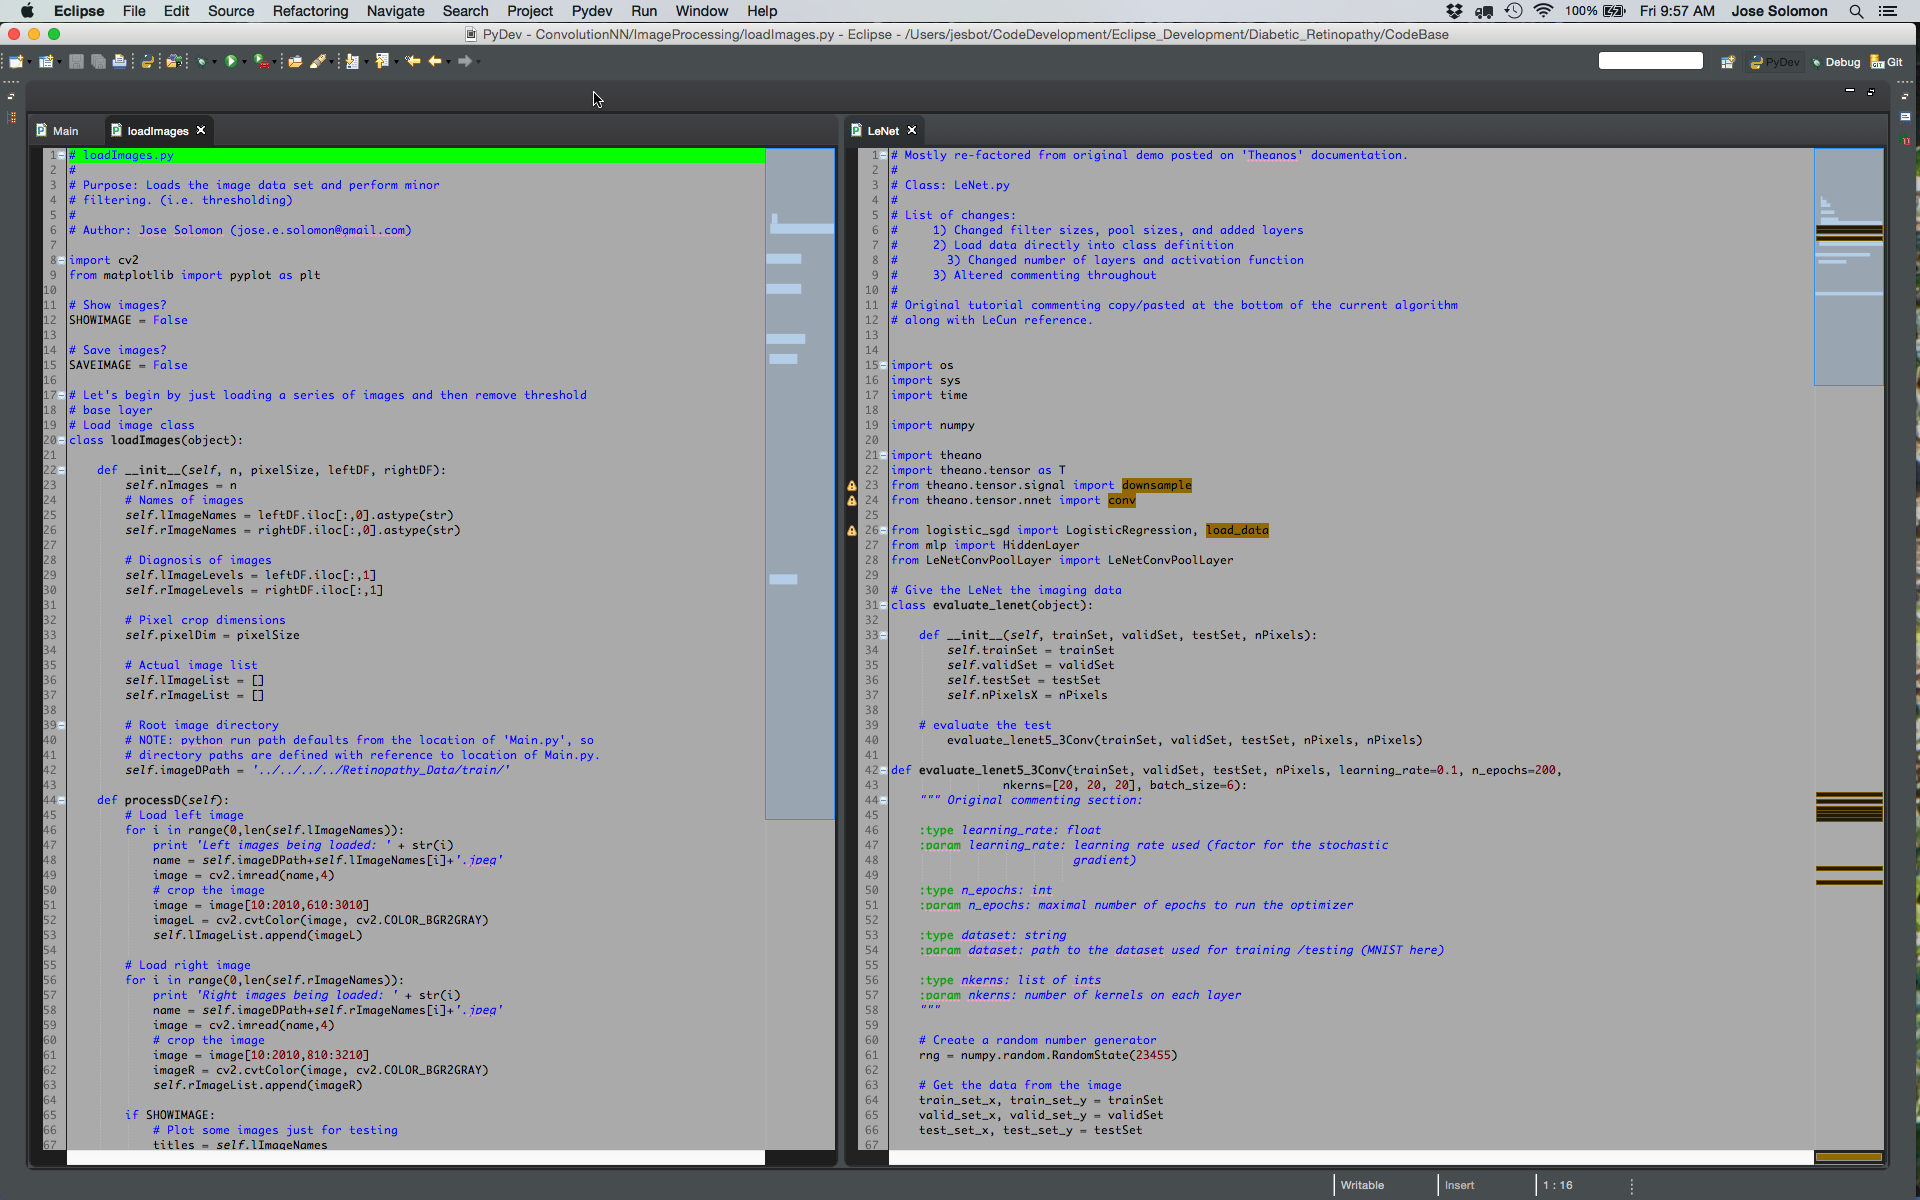 Eclipse File Edit Source Refactoring Navigate Search Project Pydev Run Window Help 100% Fri 9:57 AM Jose Solomon
PyDev - ConvolutionNN/ImageProcessing/loadImages.py - Eclipse - /Users/jesbot/CodeDevelopment/Eclipse_Development/Diabetic_Retinopathy/CodeBase
PyDev Debug Git
Main loadImages
1 # loadImages.py
2 #
3 # Purpose: Loads the image data set and perform minor
4 # filtering. (i.e. thresholding)
5 #
6 # Author: Jose Solomon (jose.e.solomon@gmail.com)
7
8 import cv2
9 from matplotlib import pyplot as plt
10
11 # Show images?
12 SHOWIMAGE = False
13
14 # Save images?
15 SAVEIMAGE = False
16
17 # Let's begin by just loading a series of images and then remove threshold
18 # base layer
19 # Load image class
20 class loadImages(object):
21
22     def __init__(self, n, pixelSize, leftDF, rightDF):
23         self.nImages = n
24         # Names of images
25         self.lImageNames = leftDF.iloc[:,0].astype(str)
26         self.rImageNames = rightDF.iloc[:,0].astype(str)
27
28         # Diagnosis of images
29         self.lImageLevels = leftDF.iloc[:,1]
30         self.rImageLevels = rightDF.iloc[:,1]
31
32         # Pixel crop dimensions
33         self.pixelDim = pixelSize
34
35         # Actual image list
36         self.lImageList = []
37         self.rImageList = []
38
39         # Root image directory
40         # NOTE: python run path defaults from the location of 'Main.py', so
41         # directory paths are defined with reference to location of Main.py.
42         self.imageDPath = '../../../../Retinopathy_Data/train/'
43
44     def processD(self):
45         # Load left image
46         for i in range(0,len(self.lImageNames)):
47             print 'Left images being loaded: ' + str(i)
48             name = self.imageDPath+self.lImageNames[i]+'.jpeg'
49             image = cv2.imread(name,4)
50             # crop the image
51             image = image[10:2010,610:3010]
52             imageL = cv2.cvtColor(image, cv2.COLOR_BGR2GRAY)
53             self.lImageList.append(imageL)
54
55         # Load right image
56         for i in range(0,len(self.rImageNames)):
57             print 'Right images being loaded: ' + str(i)
58             name = self.imageDPath+self.rImageNames[i]+'.jpeg'
59             image = cv2.imread(name,4)
60             # crop the image
61             image = image[10:2010,810:3210]
62             imageR = cv2.cvtColor(image, cv2.COLOR_BGR2GRAY)
63             self.rImageList.append(imageR)
64
65         if SHOWIMAGE:
66             # Plot some images just for testing
67             titles = self.lImageNames
LeNet
1 # Mostly re-factored from original demo posted on 'Theanos' documentation.
2 #
3 # Class: LeNet.py
4 #
5 # List of changes:
6 #     1) Changed filter sizes, pool sizes, and added layers
7 #     2) Load data directly into class definition
8 #       3) Changed number of layers and activation function
9 #     3) Altered commenting throughout
10 #
11 # Original tutorial commenting copy/pasted at the bottom of the current algorithm
12 # along with LeCun reference.
13
14
15 import os
16 import sys
17 import time
18
19 import numpy
20
21 import theano
22 import theano.tensor as T
23 from theano.tensor.signal import downsample
24 from theano.tensor.nnet import conv
25
26 from logistic_sgd import LogisticRegression, load_data
27 from mlp import HiddenLayer
28 from LeNetConvPoolLayer import LeNetConvPoolLayer
29
30 # Give the LeNet the imaging data
31 class evaluate_lenet(object):
32
33     def __init__(self, trainSet, validSet, testSet, nPixels):
34         self.trainSet = trainSet
35         self.validSet = validSet
36         self.testSet = testSet
37         self.nPixelsX = nPixels
38
39     # evaluate the test
40         evaluate_lenet5_3Conv(trainSet, validSet, testSet, nPixels, nPixels)
41
42 def evaluate_lenet5_3Conv(trainSet, validSet, testSet, nPixels, learning_rate=0.1, n_epochs=200,
43                 nkerns=[20, 20, 20], batch_size=6):
44     """ Original commenting section:
45
46     :type learning_rate: float
47     :param learning_rate: learning rate used (factor for the stochastic
48                           gradient)
49
50     :type n_epochs: int
51     :param n_epochs: maximal number of epochs to run the optimizer
52
53     :type dataset: string
54     :param dataset: path to the dataset used for training /testing (MNIST here)
55
56     :type nkerns: list of ints
57     :param nkerns: number of kernels on each layer
58     """
59
60     # Create a random number generator
61     rng = numpy.random.RandomState(23455)
62
63     # Get the data from the image
64     train_set_x, train_set_y = trainSet
65     valid_set_x, valid_set_y = validSet
66     test_set_x, test_set_y = testSet
67
Writable Insert 1 : 16